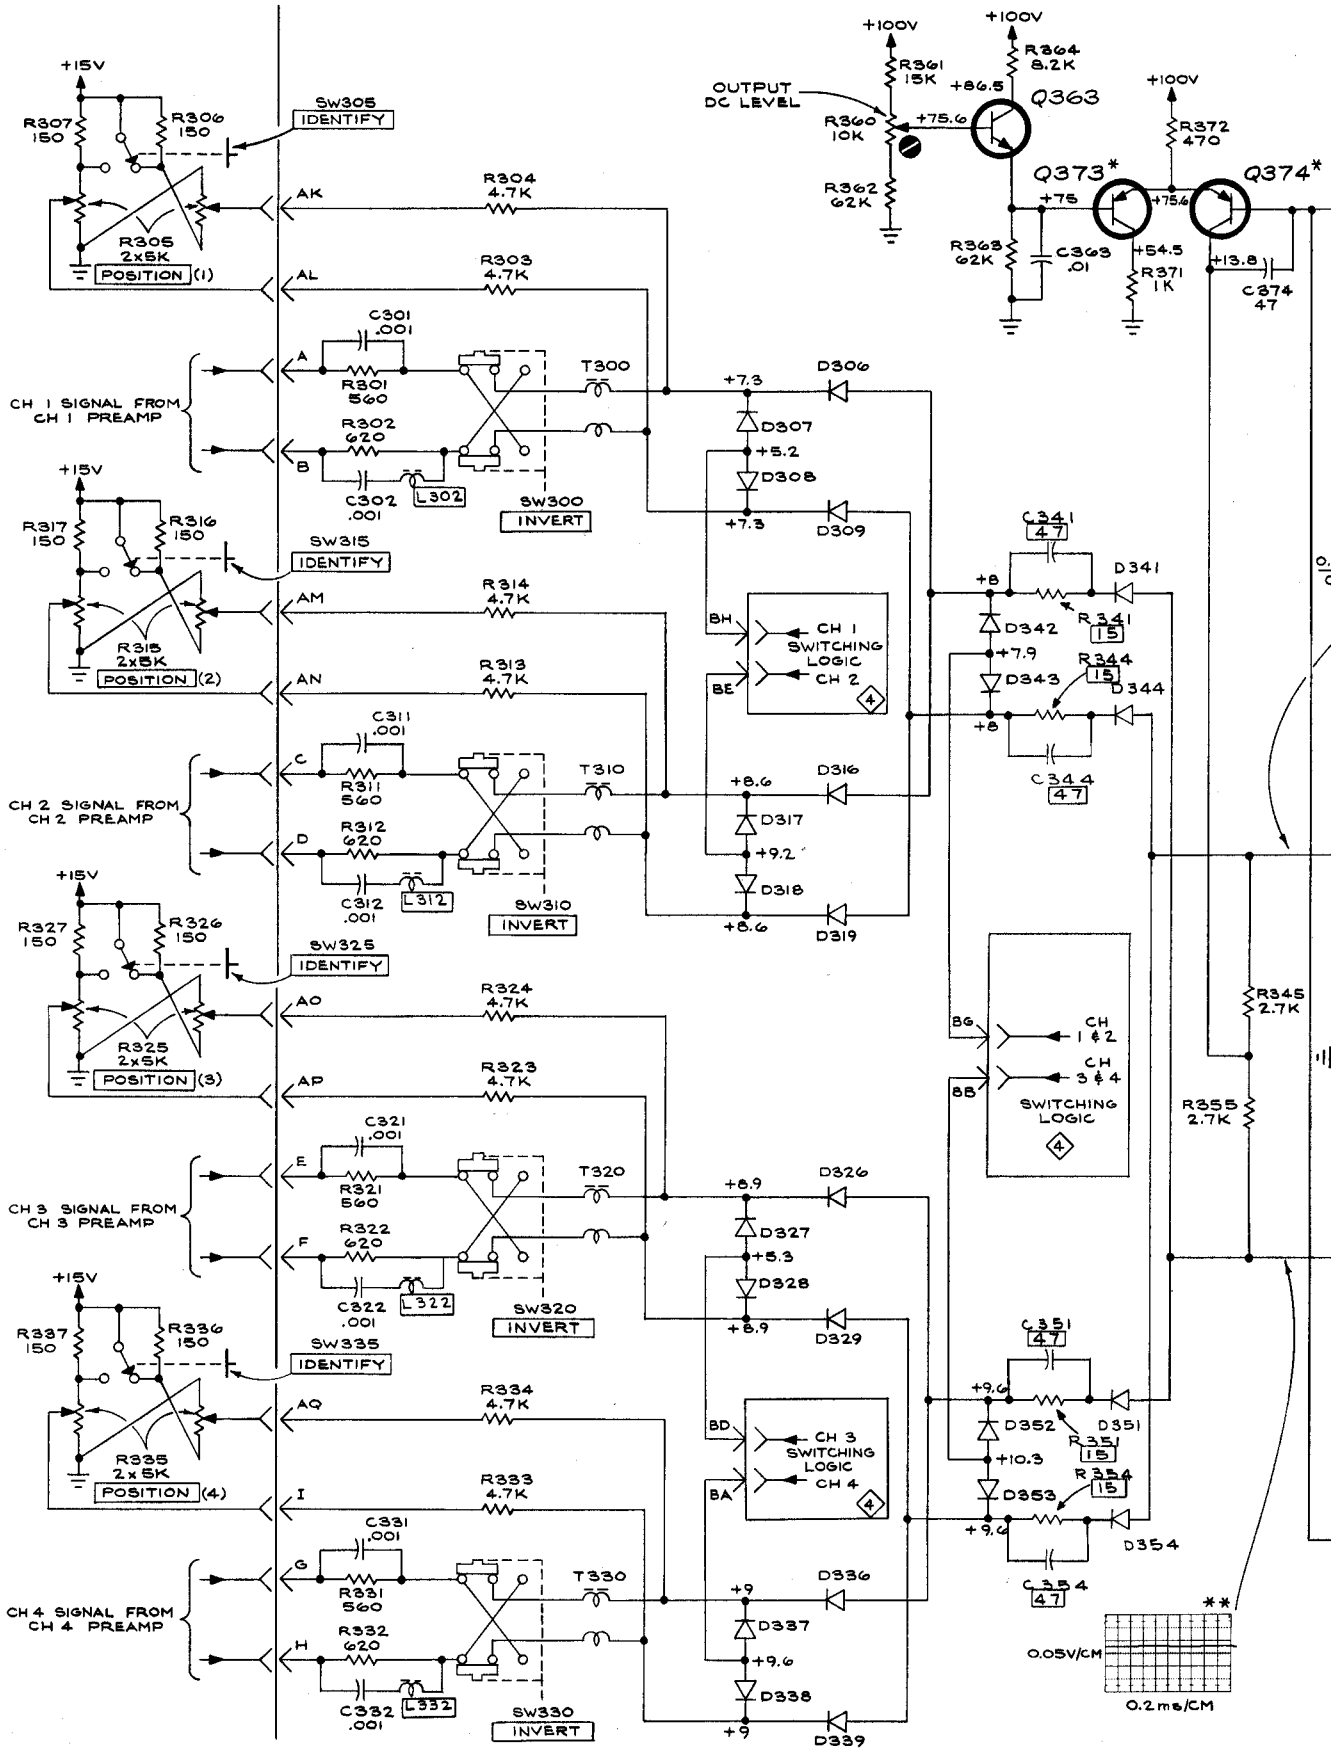 +100V
+100V
R361
15K
R364
8.2K
+86.5
Q363
OUTPUT
DC LEVEL
R360
10K
+75.6
R362
62K
+100V
R372
470
Q373*
Q374*
+75
+75.6
R363
62K
C363
.01
+54.5
R371
1K
+13.8
C374
47
+15V
R307
150
R306
150
SW305
IDENTIFY
R305
2x5K
POSITION (1)
AK
R304
4.7K
AL
R303
4.7K
C301
.001
A
R301
560
CH 1 SIGNAL FROM
CH 1 PREAMP
R302
620
B
C302
.001
L302
SW300
INVERT
T300
+7.3
D306
D307
+5.2
D308
+7.3
D309
+15V
R317
150
R316
150
SW315
IDENTIFY
R315
2x5K
POSITION (2)
AM
R314
4.7K
AN
R313
4.7K
BH
CH 1
SWITCHING
LOGIC
CH 2
BE
4
C341
47
D341
+8
R341
15
D342
+7.9
D343
R344
15
D344
+8
C344
47
C311
.001
C
R311
560
CH 2 SIGNAL FROM
CH 2 PREAMP
R312
620
D
C312
.001
L312
SW310
INVERT
T310
+8.6
D316
D317
+9.2
D318
+8.6
D319
+15V
R327
150
R326
150
SW325
IDENTIFY
R325
2x5K
POSITION (3)
AO
R324
4.7K
AP
R323
4.7K
BG
CH
1 & 2
BB
CH
3 & 4
SWITCHING
LOGIC
4
R345
2.7K
R355
2.7K
C321
.001
E
R321
560
CH 3 SIGNAL FROM
CH 3 PREAMP
R322
620
F
C322
.001
L322
SW320
INVERT
T320
+8.9
D326
D327
+5.3
D328
+8.9
D329
+15V
R337
150
R336
150
SW335
IDENTIFY
R335
2x5K
POSITION (4)
AQ
R334
4.7K
I
R333
4.7K
BD
CH 3
SWITCHING
LOGIC
CH 4
BA
4
C351
47
+9.6
D352
R351
15
D351
+10.3
D353
R354
15
+9.6
D354
C354
47
C331
.001
G
R331
560
CH 4 SIGNAL FROM
CH 4 PREAMP
R332
620
H
C332
.001
L332
SW330
INVERT
T330
+9
D336
D337
+9.6
D338
+9
D339
**
0.05V/CM
0.2ms/CM